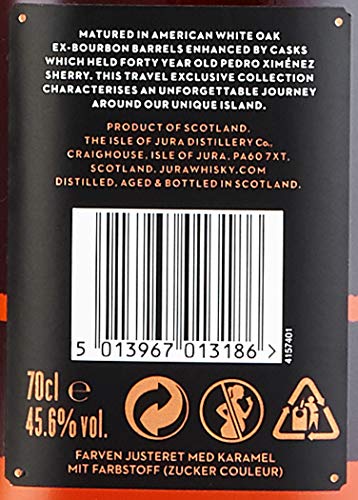 MATURED IN AMERICAN WHITE OAK
EX-BOURBON BARRELS ENHANCED BY CASKS
WHICH HELD FORTY YEAR OLD PEDRO XIMÉNEZ
SHERRY. THIS TRAVEL EXCLUSIVE COLLECTION
CHARACTERISES AN UNFORGETTABLE JOURNEY
AROUND OUR UNIQUE ISLAND.
PRODUCT OF SCOTLAND.
THE ISLE OF JURA DISTILLERY Co.,
CRAIGHOUSE, ISLE OF JURA, PA60 7XT,
SCOTLAND. JURAWHISKY.COM
DISTILLED, AGED & BOTTLED IN SCOTLAND.
5 013967 013186 >
4157401
70cl ℮
45.6% vol.
FARVEN JUSTERET MED KARAMEL
MIT FARBSTOFF (ZUCKER COULEUR)